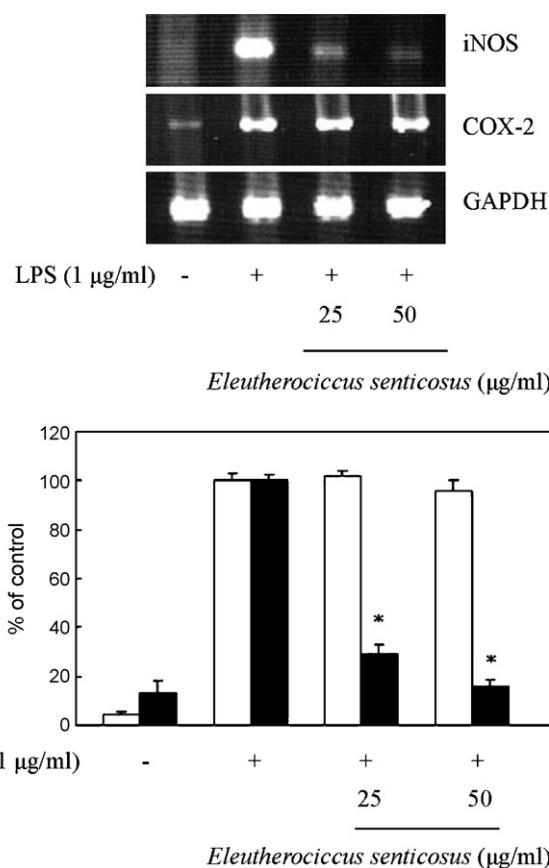 iNOS
COX-2
GAPDH
LPS (1 μg/ml) - + + +
25 50
Eleutherociccus senticosus (μg/ml)
120
100
80
60
40
20
0
% of control
* *
1 μg/ml) - + + +
25 50
Eleutherociccus senticosus (μg/ml)